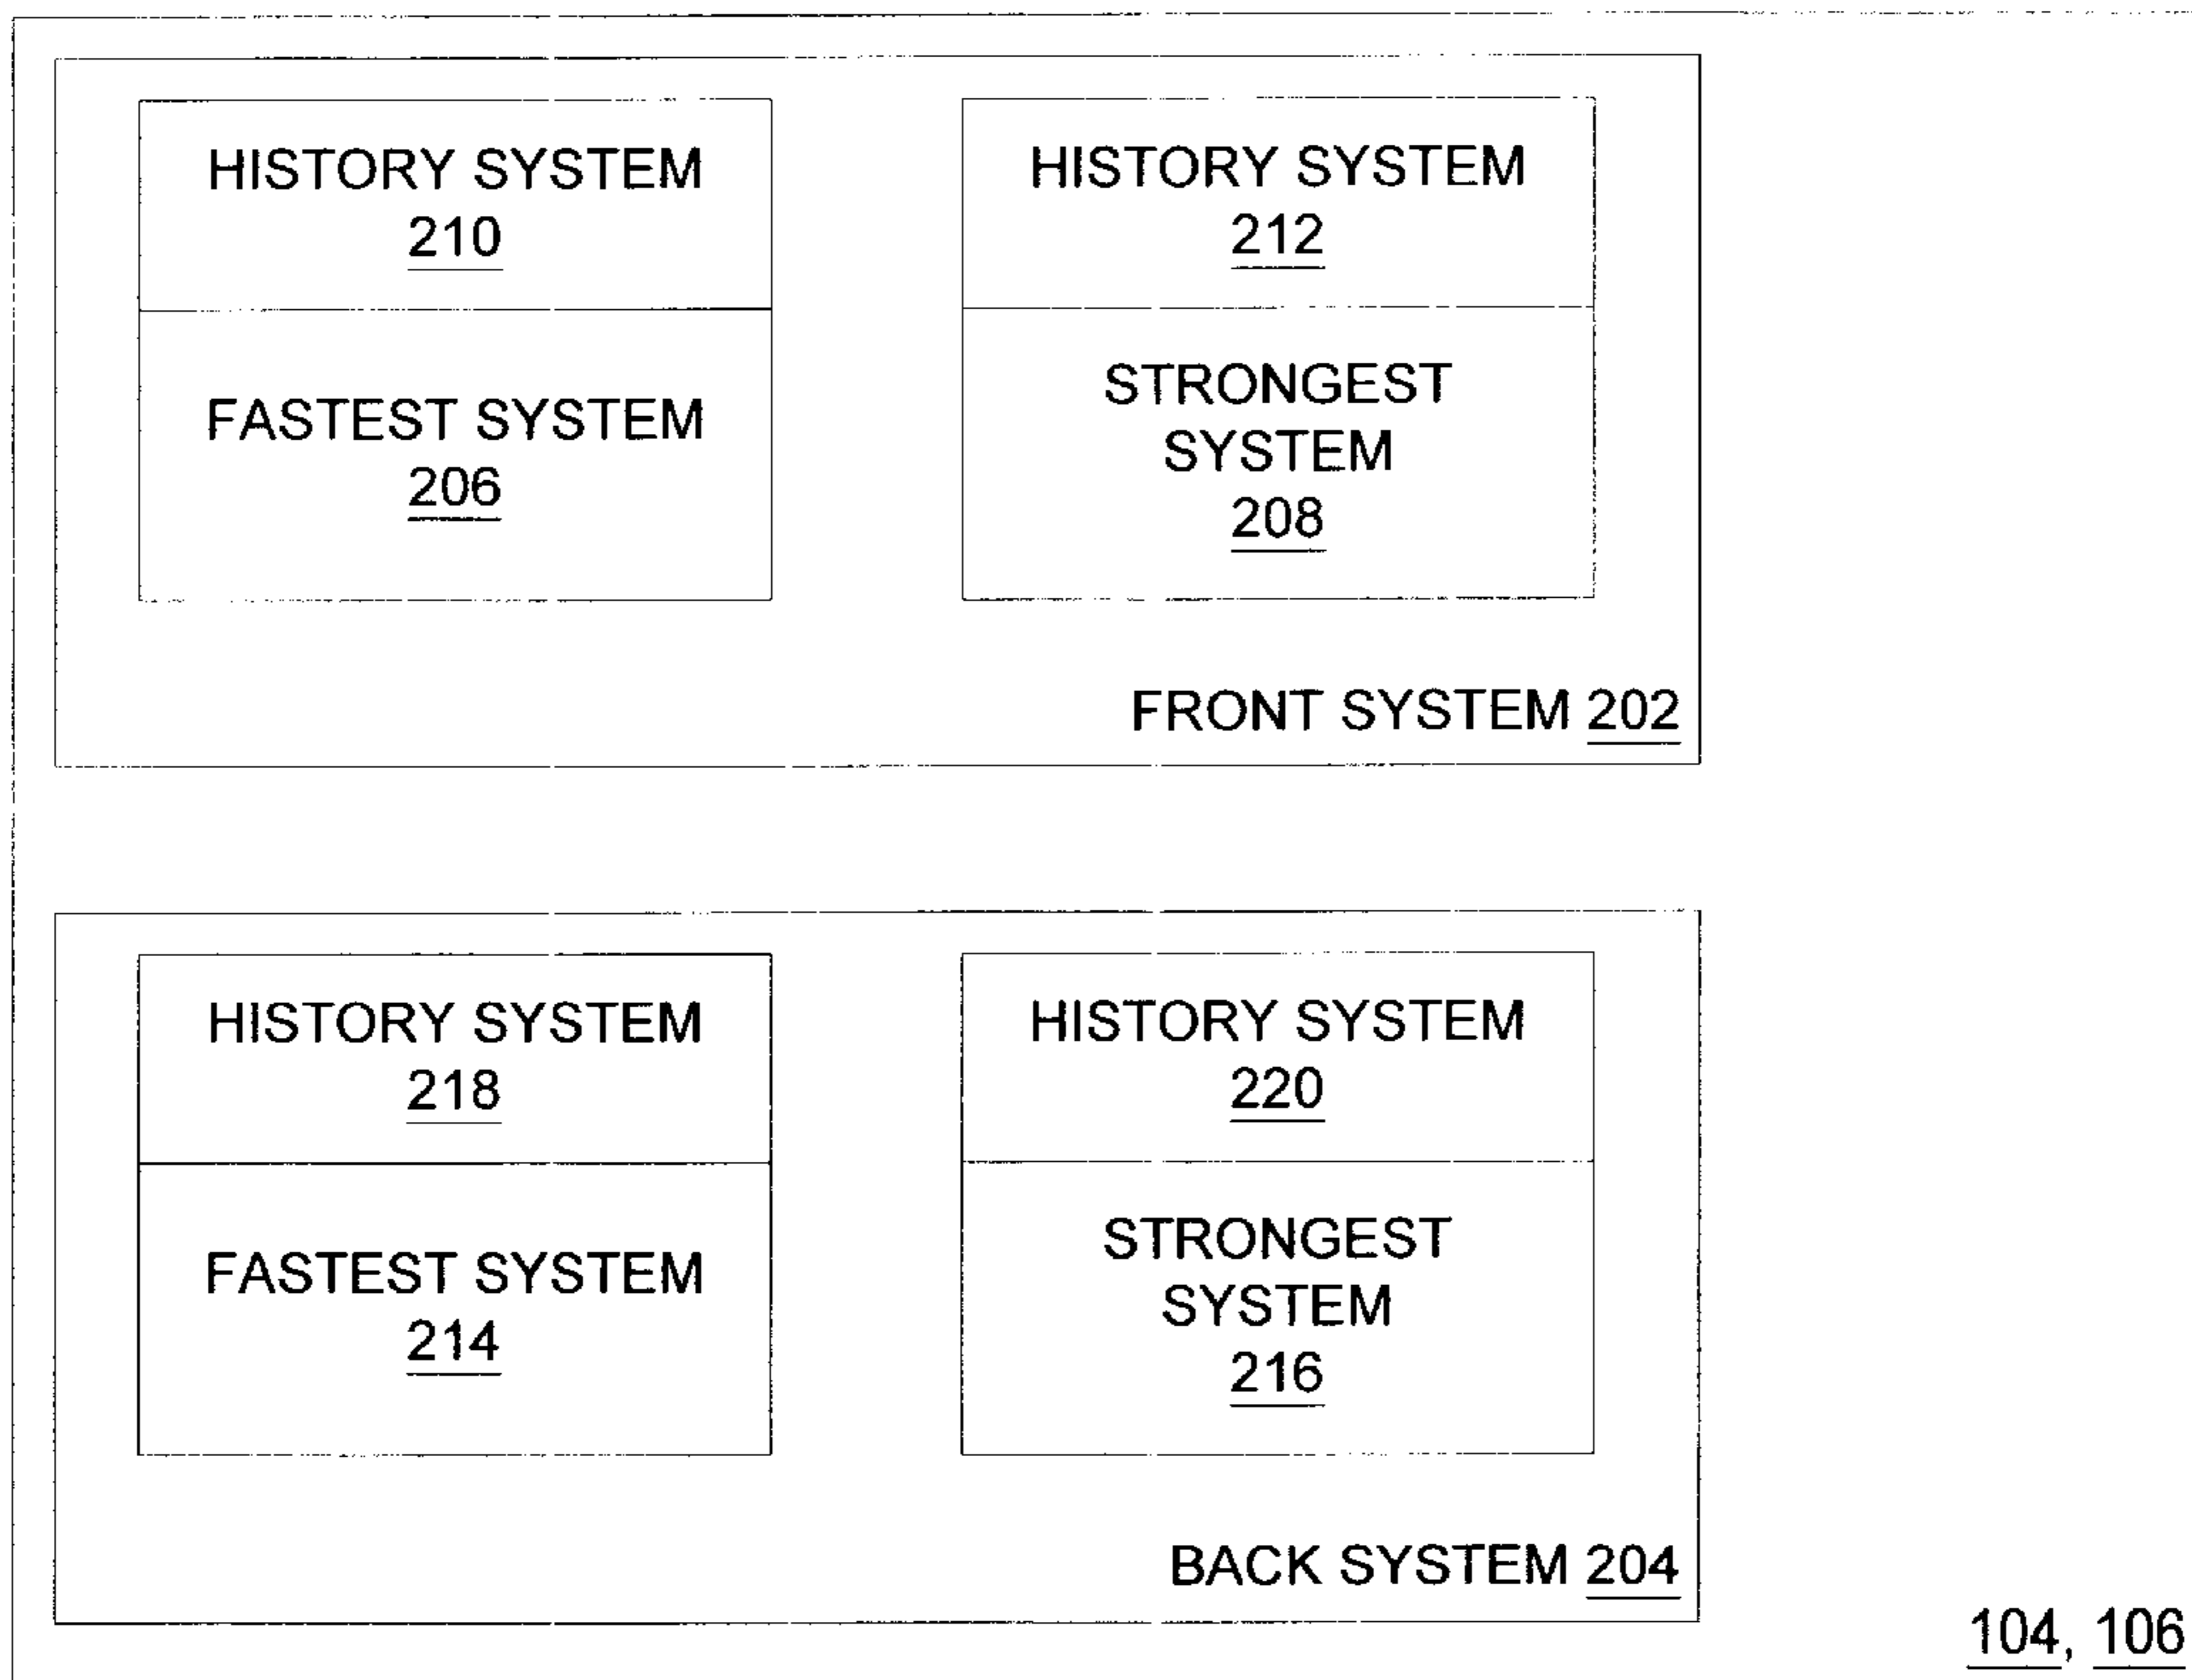 HISTORY SYSTEM
210
FASTEST SYSTEM
206
HISTORY SYSTEM
212
STRONGEST
SYSTEM
208
FRONT SYSTEM 202
HISTORY SYSTEM
218
FASTEST SYSTEM
214
HISTORY SYSTEM
220
STRONGEST
SYSTEM
216
BACK SYSTEM 204
104, 106